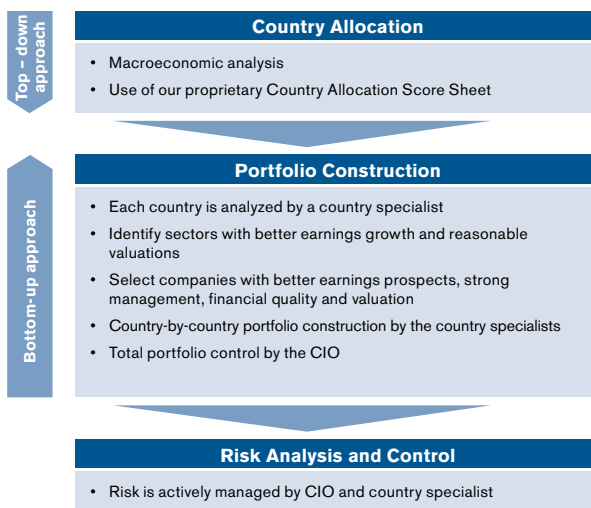 Top – down
approach
Country Allocation
• Macroeconomic analysis
• Use of our proprietary Country Allocation Score Sheet
Bottom-up approach
Portfolio Construction
• Each country is analyzed by a country specialist
• Identify sectors with better earnings growth and reasonable
valuations
• Select companies with better earnings prospects, strong
management, financial quality and valuation
• Country-by-country portfolio construction by the country specialists
• Total portfolio control by the CIO
Risk Analysis and Control
• Risk is actively managed by CIO and country specialist